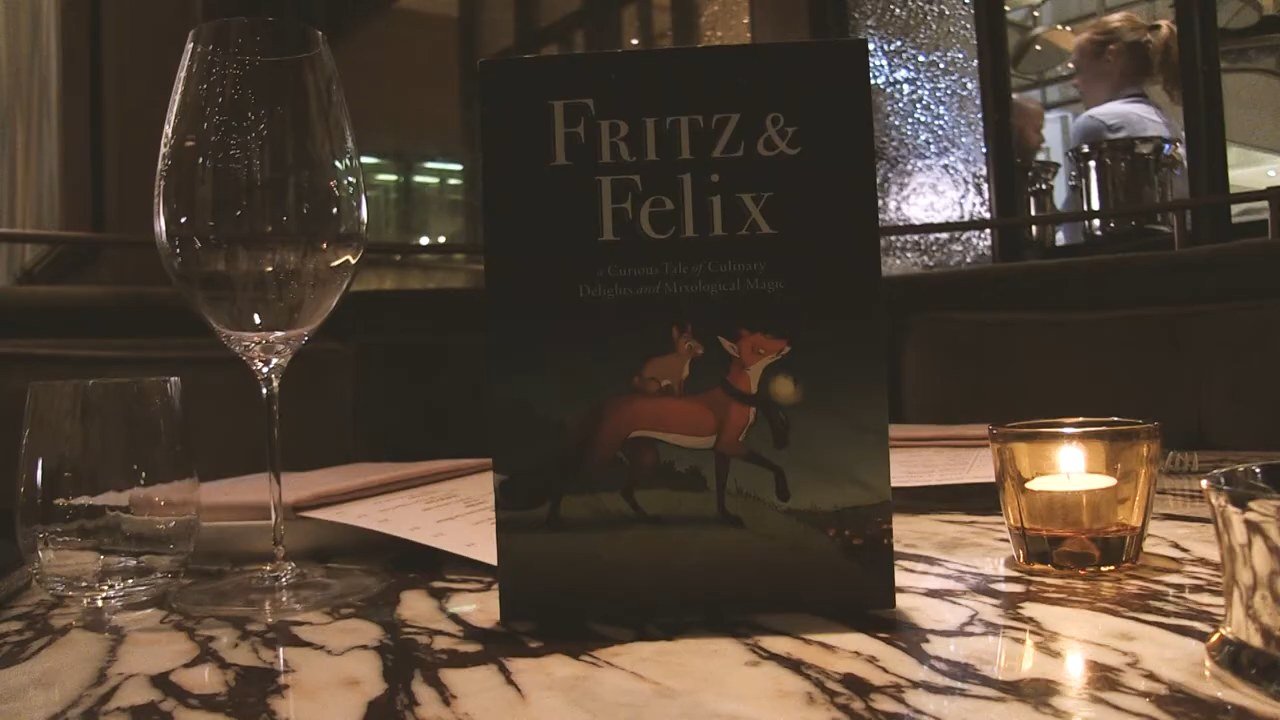 FRITZ &
Felix
a Curious Tale of Culinary
Delights and Mixological Magic